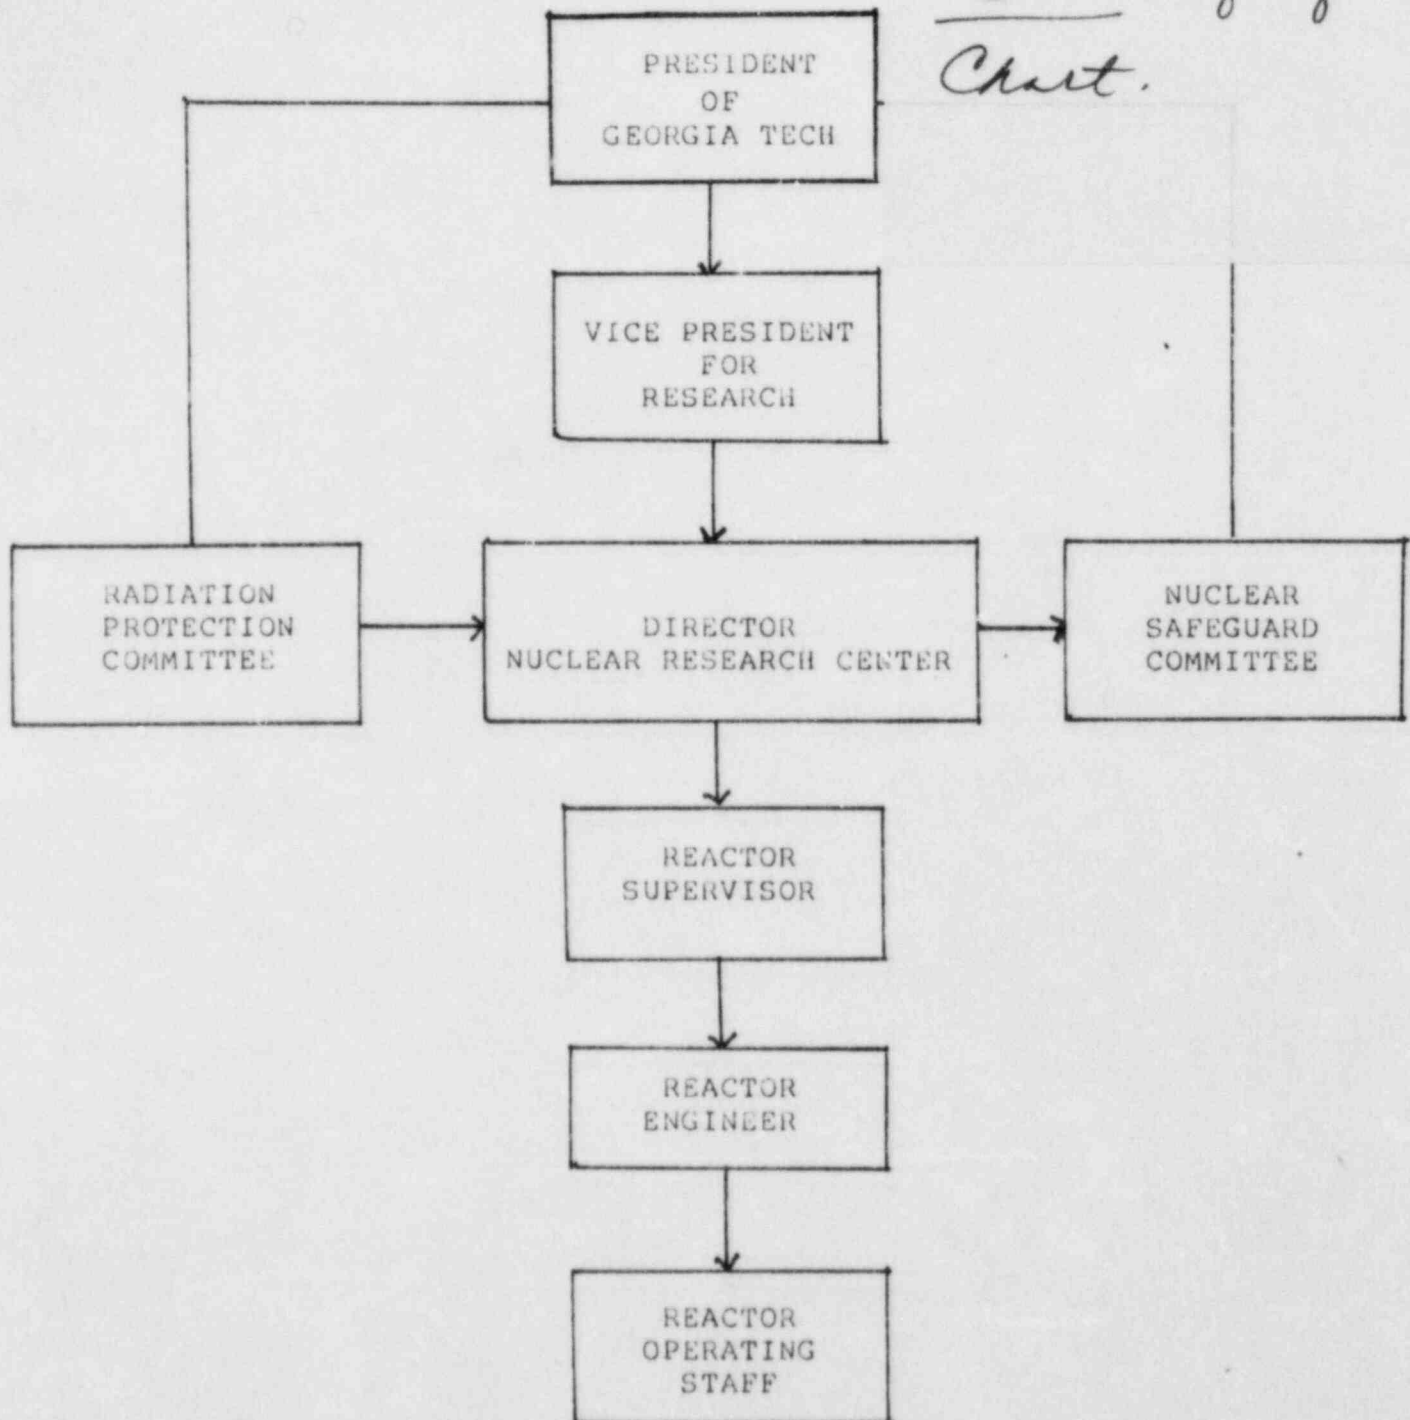 Chart.
PRESIDENT
OF
GEORGIA TECH
VICE PRESIDENT
FOR
RESEARCH
RADIATION
PROTECTION
COMMITTEE
DIRECTOR
NUCLEAR RESEARCH CENTER
NUCLEAR
SAFEGUARD
COMMITTEE
REACTOR
SUPERVISOR
REACTOR
ENGINEER
REACTOR
OPERATING
STAFF